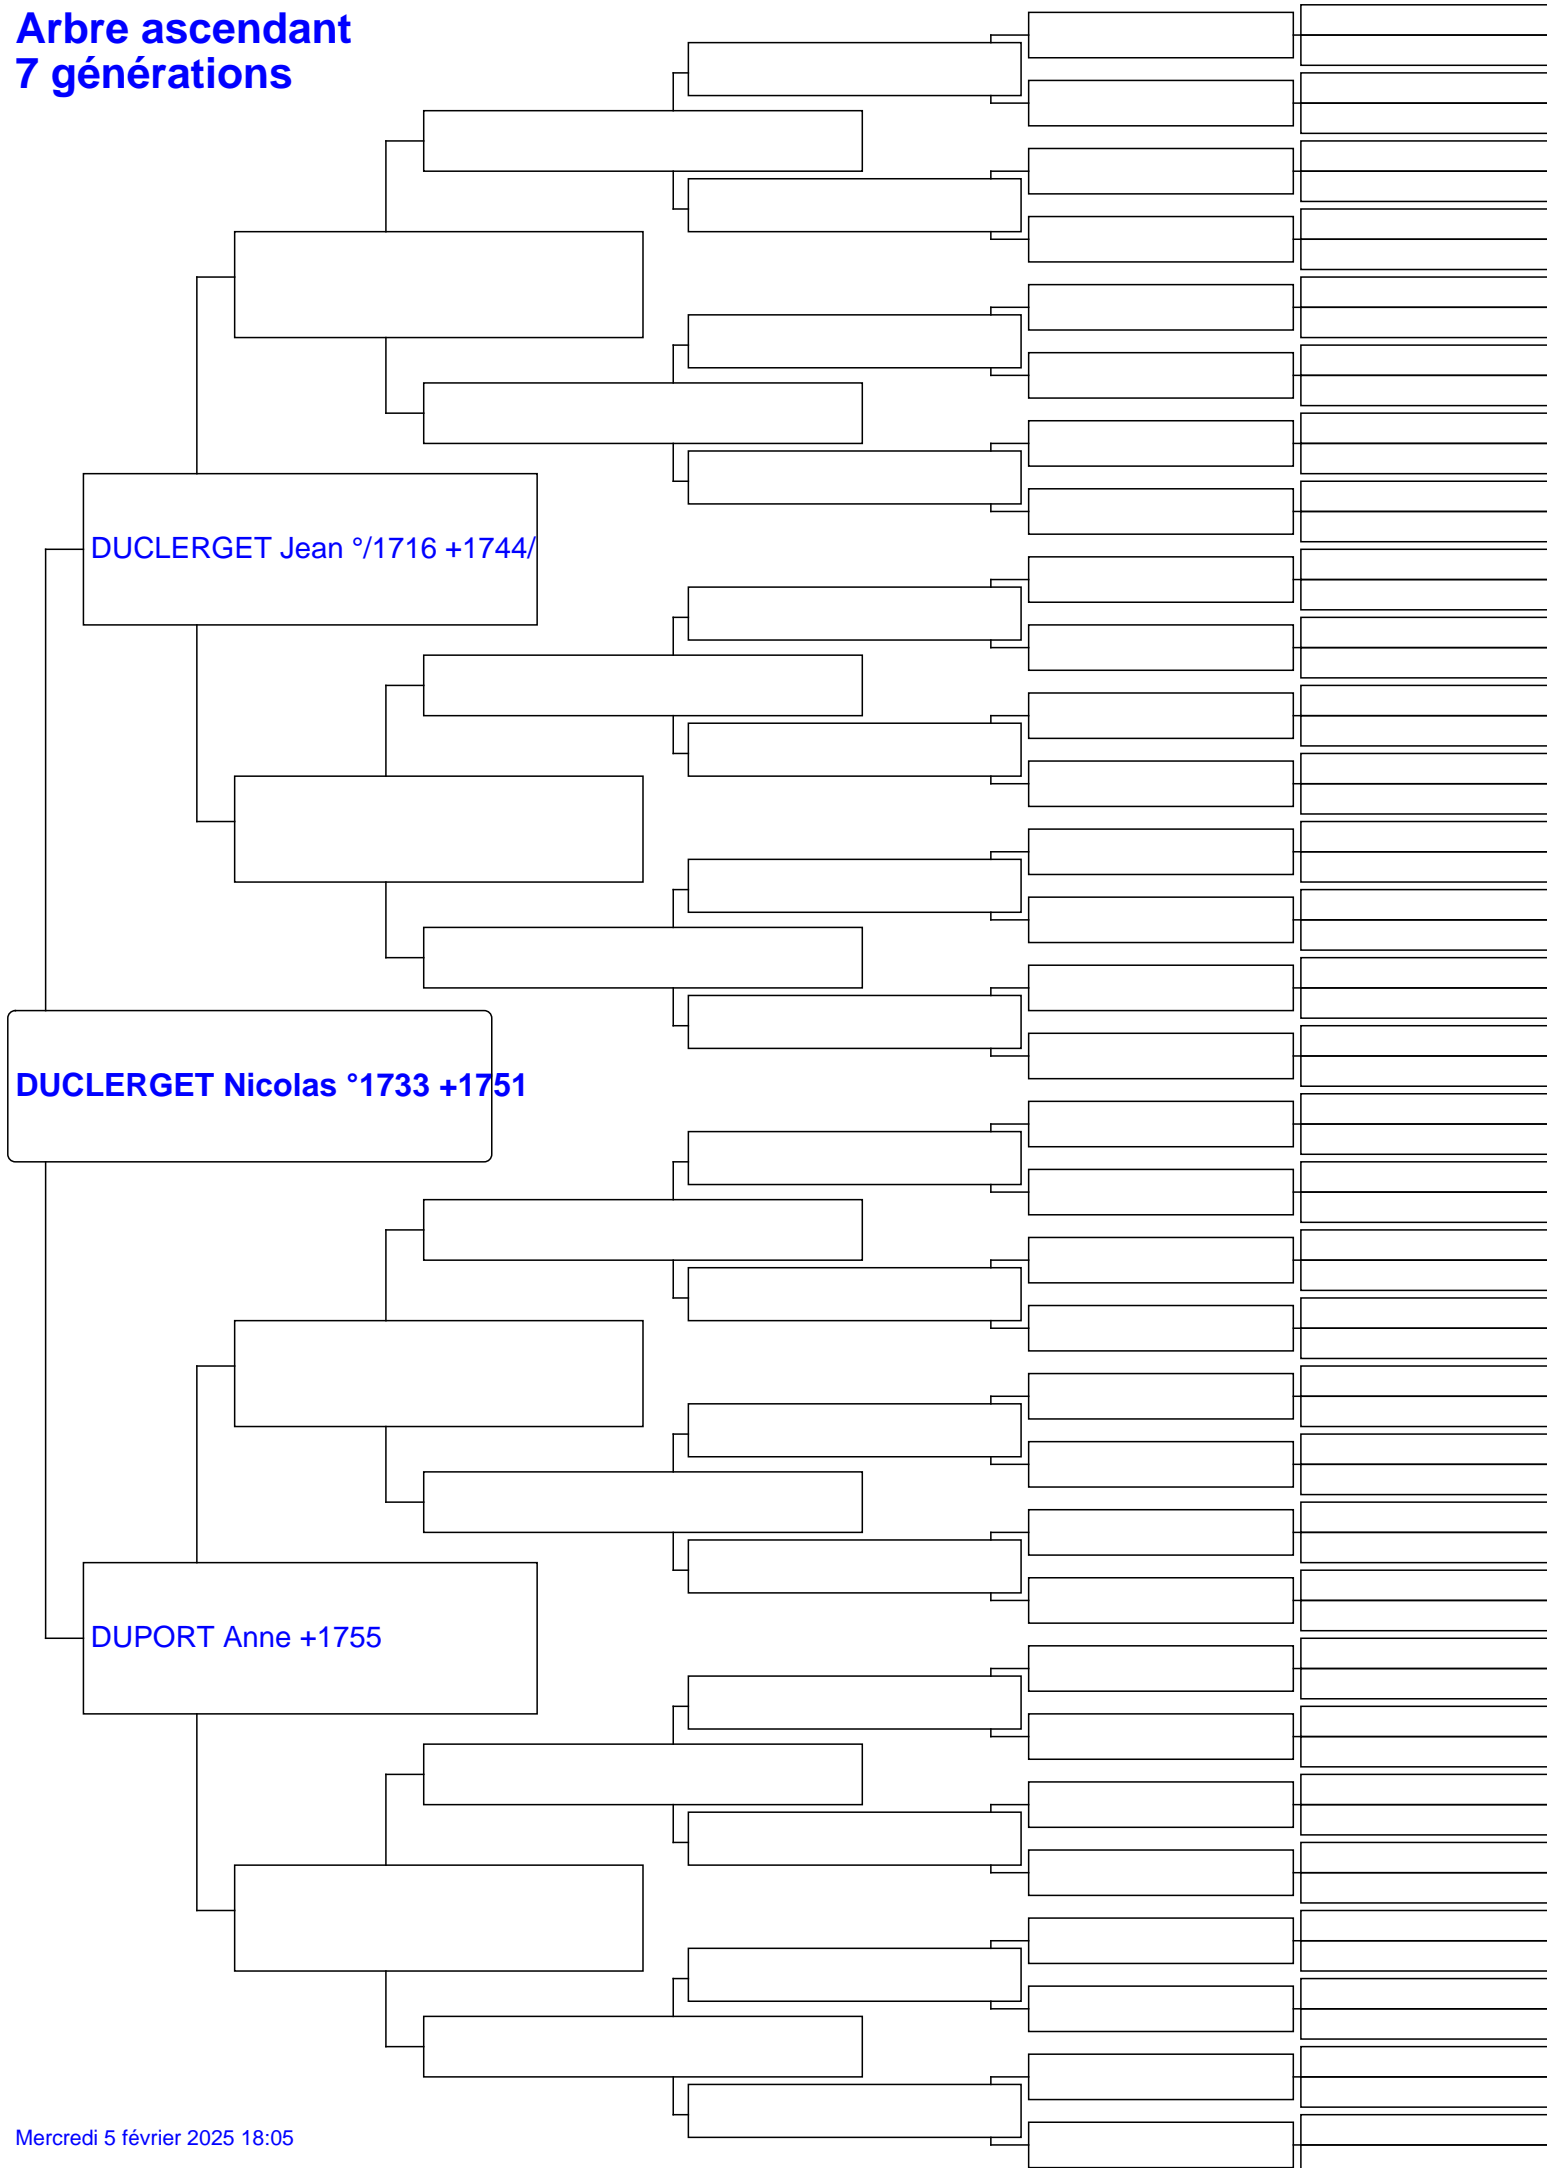 Arbre ascendant
7 générations
DUCLERGET Jean °/1716 +1744/
DUCLERGET Nicolas °1733 +1751
DUPORT Anne +1755
Mercredi 5 février 2025 18:05